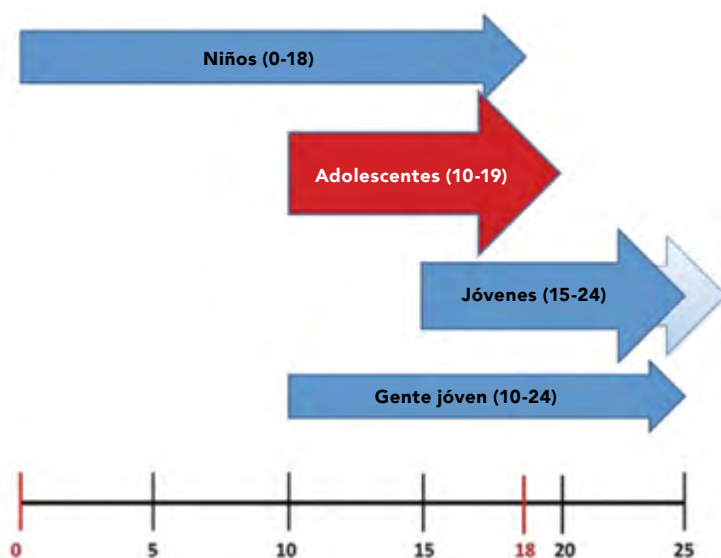 Niños (0-18)
Adolescentes (10-19)
Jóvenes (15-24)
Gente jóven (10-24)
0 5 10 15 18 20 25